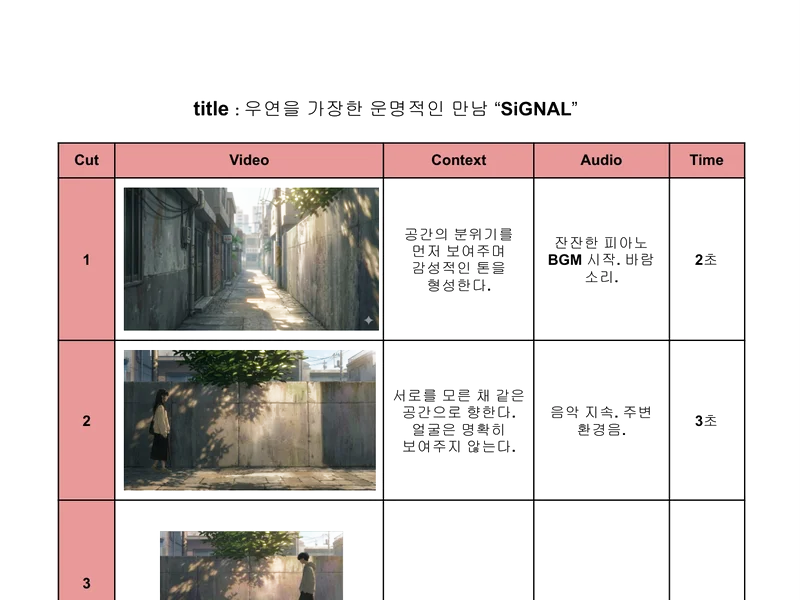 title : 우연을 가장한 운명적인 만남 “SiGNAL”
Cut Video Context Audio Time
1
공간의 분위기를
먼저 보여주며
감성적인 톤을
형성한다.
잔잔한 피아노
BGM 시작. 바람
소리.
2초
2
서로를 모른 채 같은
공간으로 향한다.
얼굴은 명확히
보여주지 않는다.
음악 지속. 주변
환경음.
3초
3